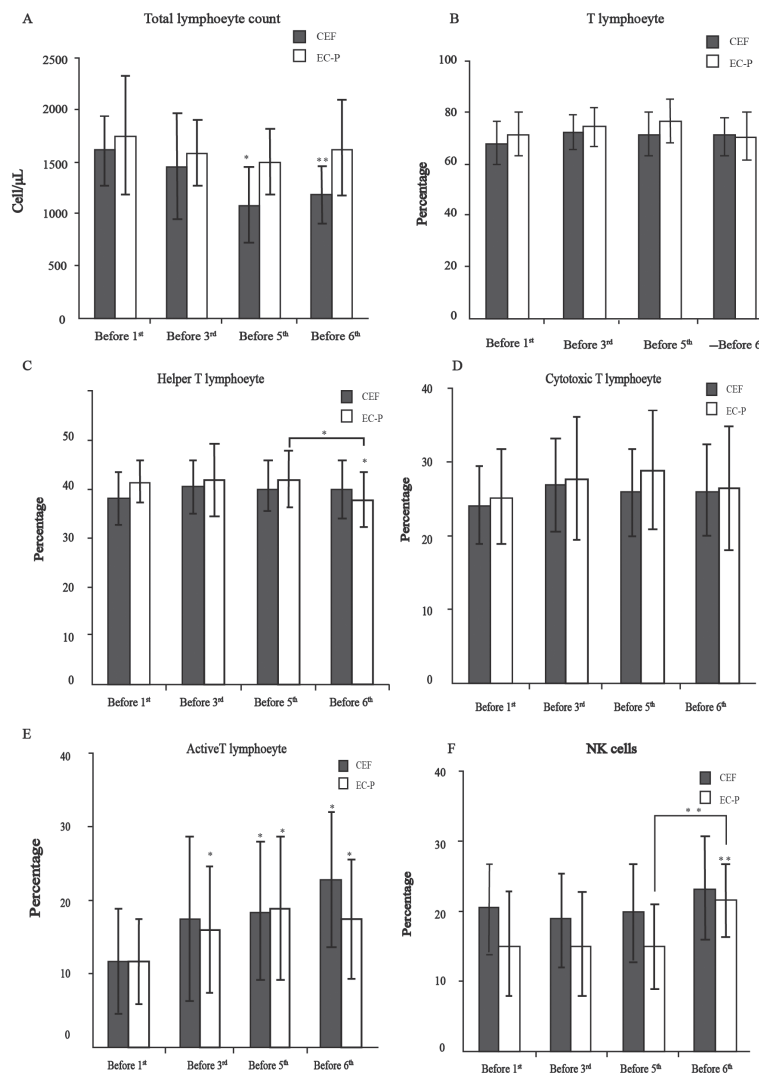 A
Total lymphoeyte count
CEF
EC-P
2500
2000
1500
1000
500
0
Cell/μL
*
**
Before 1st
Before 3rd
Before 5th
Before 6th
B
T lymphoeyte
CEF
EC-P
100
80
60
40
20
0
Percentage
Before 1st
Before 3rd
Before 5th
—Before 6
C
Helper T lymphoeyte
CEF
EC-P
50
40
30
20
10
0
Percentage
*
*
Before 1st
Before 3rd
Before 5th
Before 6th
D
Cytotoxic T lymphoeyte
CEF
EC-P
40
30
20
10
0
Percentage
Before 1st
Before 3rd
Before 5th
Before 6th
E
ActiveT lymphoeyte
CEF
EC-P
40
30
20
10
0
Percentage
*
*
*
*
*
Before 1st
Before 3rd
Before 5th
Before 6th
F
NK cells
CEF
EC-P
40
30
20
10
0
Percentage
* *
**
Before 1st
Before 3rd
Before 5th
Before 6th